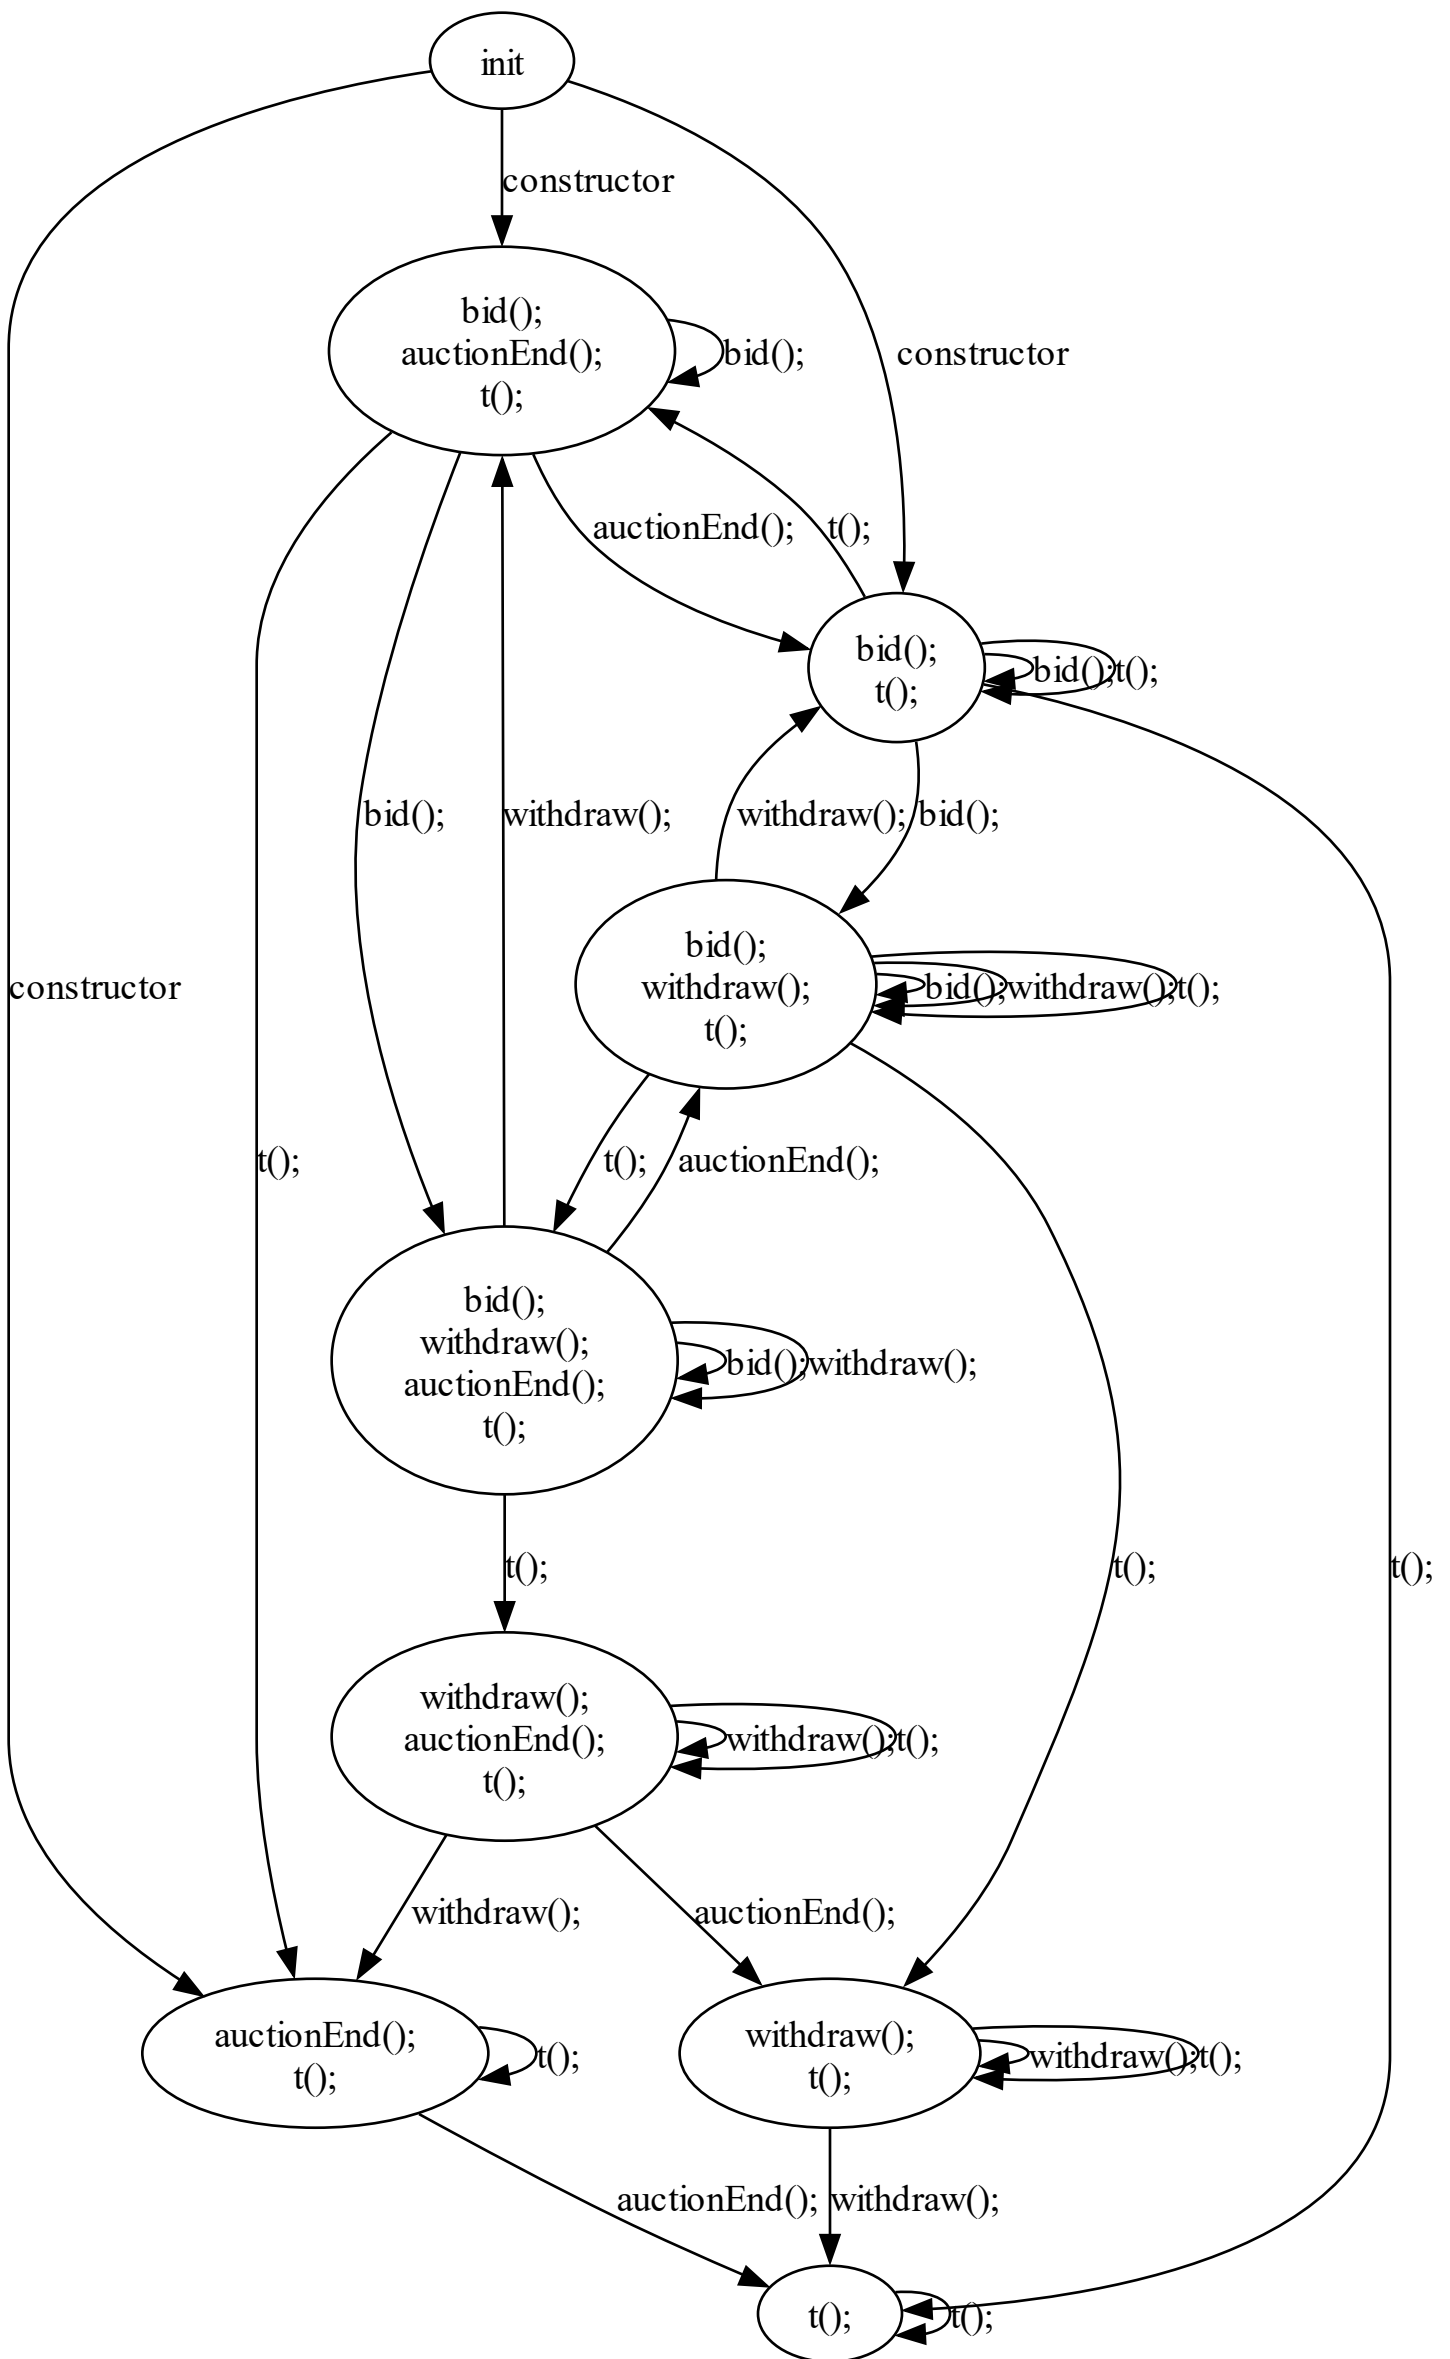 init
constructor
bid();
auctionEnd();
t();
bid();
constructor
auctionEnd();
t();
bid();
t();
bid();
t();
bid();
withdraw();
withdraw();
bid();
bid();
withdraw();
t();
bid();
withdraw();
t();
constructor
t();
t();
auctionEnd();
bid();
withdraw();
auctionEnd();
t();
bid();
withdraw();
t();
t();
t();
withdraw();
auctionEnd();
t();
withdraw();
t();
withdraw();
auctionEnd();
auctionEnd();
t();
t();
withdraw();
t();
withdraw();
t();
auctionEnd();
withdraw();
t();
t();